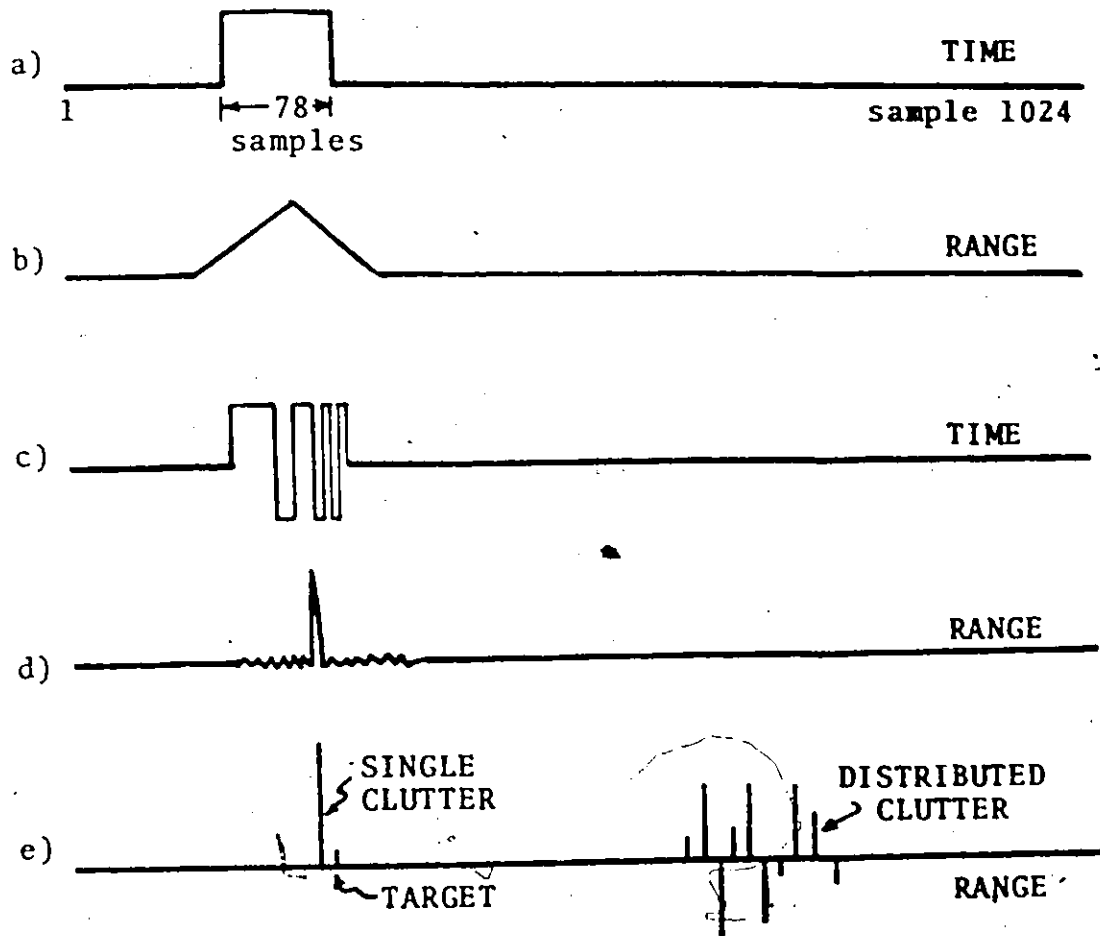 a)
TIME
1
78
samples
sample 1024
b)
RANGE
c)
TIME
d)
RANGE
e)
SINGLE
CLUTTER
TARGET
DISTRIBUTED
CLUTTER
RANGE